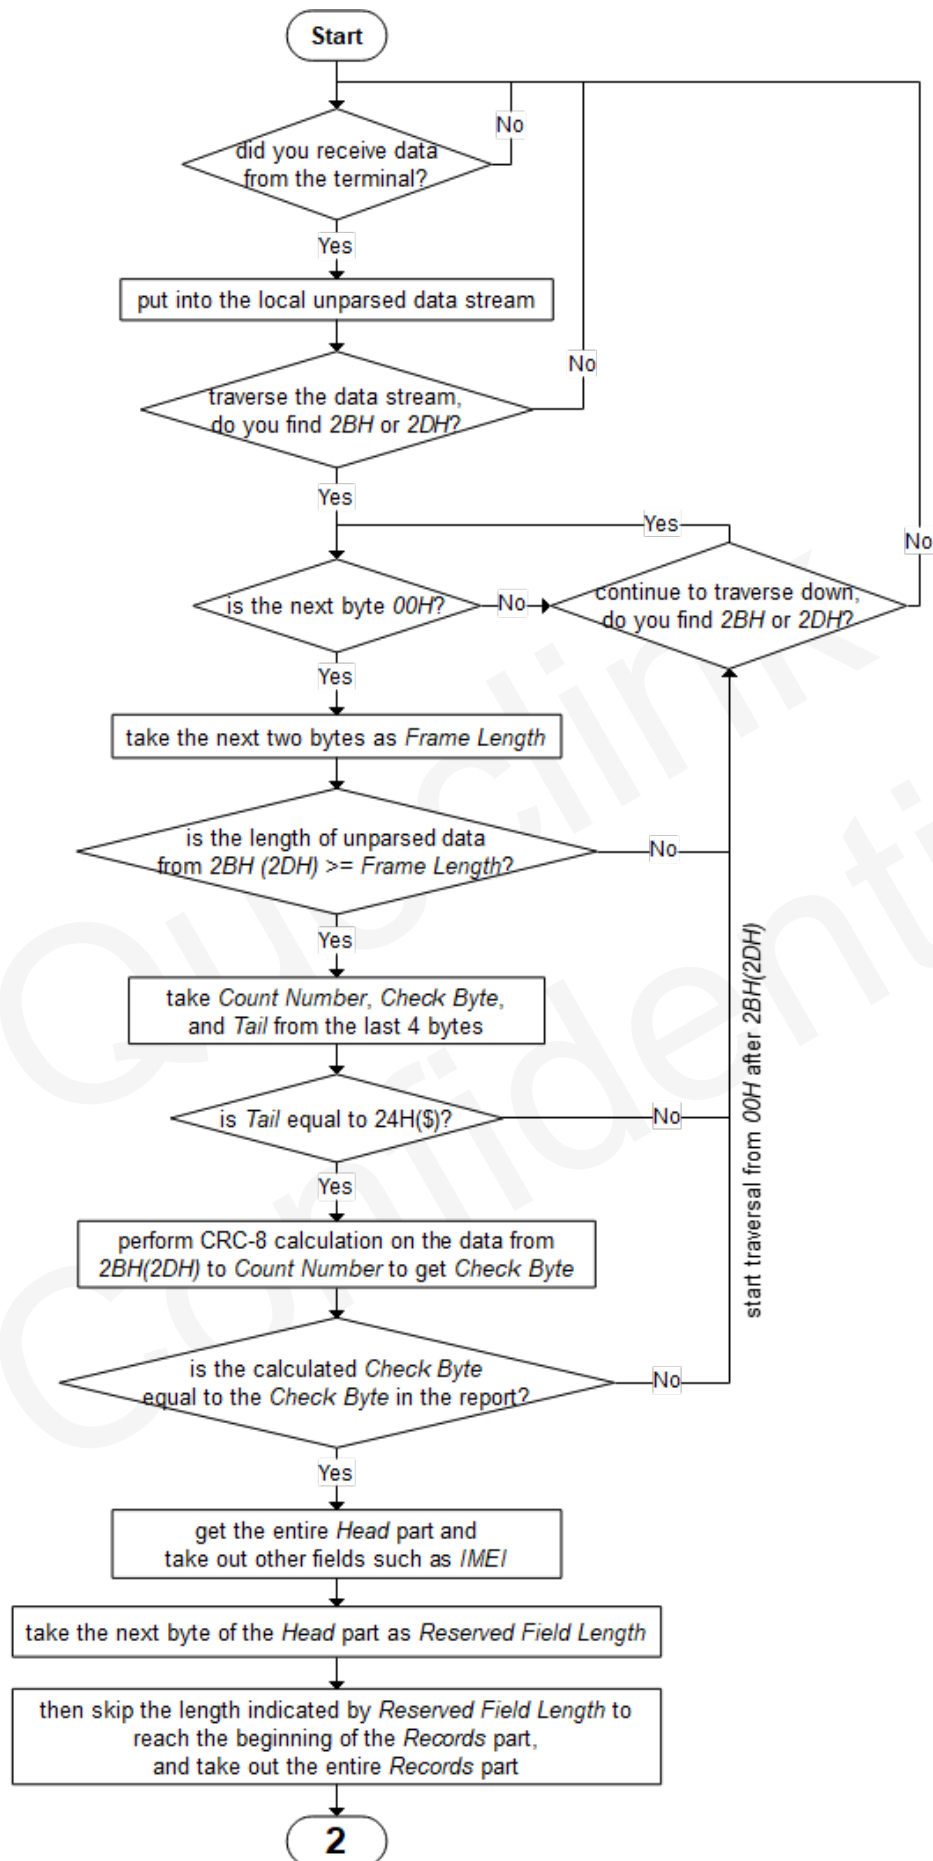 Start
did you receive data
from the terminal?
No
Yes
put into the local unparsed data stream
No
traverse the data stream,
do you find 2BH or 2DH?
Yes
Yes
No
is the next byte 00H?
No
continue to traverse down,
do you find 2BH or 2DH?
Yes
take the next two bytes as Frame Length
is the length of unparsed data
from 2BH (2DH) >= Frame Length?
No
Yes
take Count Number, Check Byte,
and Tail from the last 4 bytes
start traversal from 00H after 2BH(2DH)
is Tail equal to 24H($)?
No
Yes
perform CRC-8 calculation on the data from
2BH(2DH) to Count Number to get Check Byte
is the calculated Check Byte
equal to the Check Byte in the report?
No
Yes
get the entire Head part and
take out other fields such as IMEI
take the next byte of the Head part as Reserved Field Length
then skip the length indicated by Reserved Field Length to
reach the beginning of the Records part,
and take out the entire Records part
2